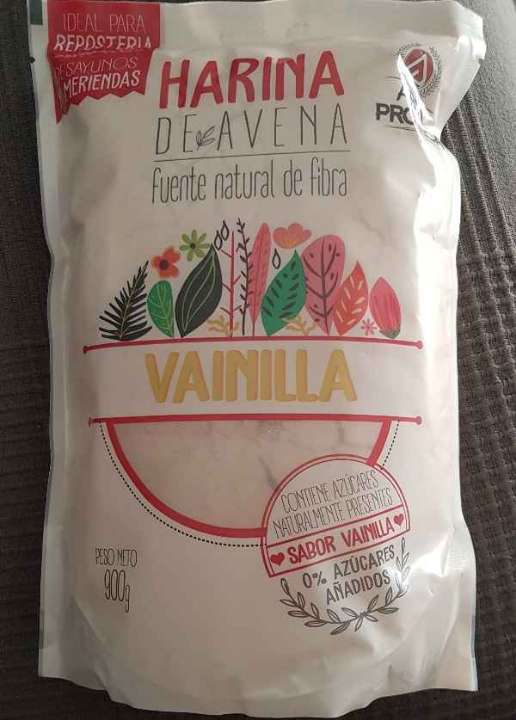 IDEAL PARA
REPOSTERIA
DESAYUNOS
MERIENDAS
HARINA
DE AVENA
fuente natural de fibra
VAINILLA
CONTIENE AZÚCARES
NATURALMENTE PRESENTES
SABOR VAINILLA
0% AZÚCARES
AÑADIDOS
PESO NETO
900g